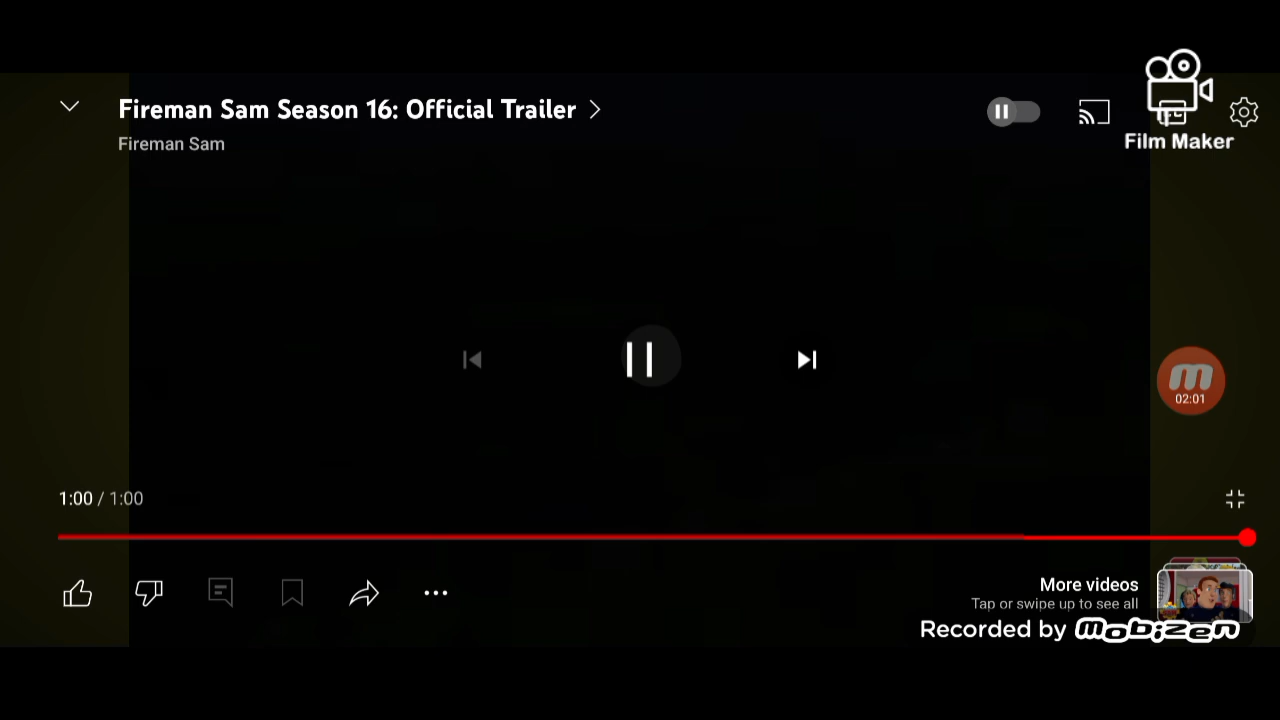 Fireman Sam Season 16: Official Trailer
Fireman Sam
Film Maker
02:01
1:00 / 1:00
More videos
Tap or swipe up to see all
Recorded by mobizen